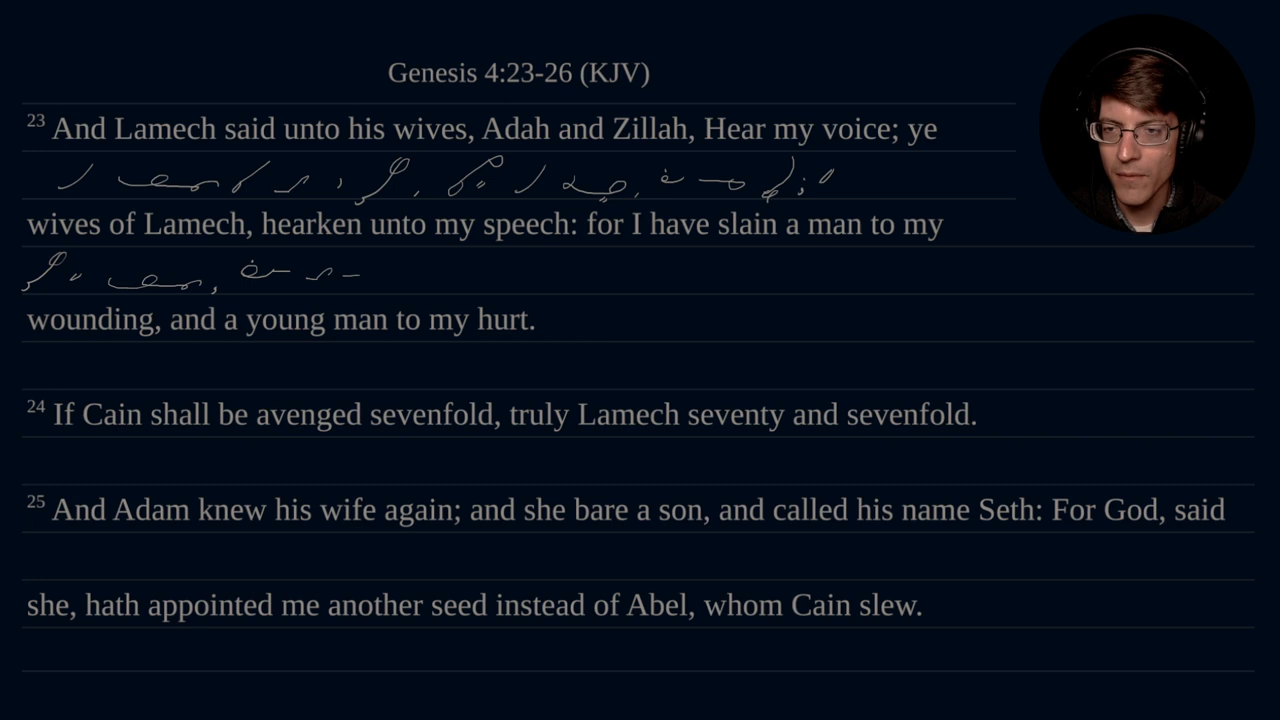 Genesis 4:23-26 (KJV)
23 And Lamech said unto his wives, Adah and Zillah, Hear my voice; ye
wives of Lamech, hearken unto my speech: for I have slain a man to my
wounding, and a young man to my hurt.
24 If Cain shall be avenged sevenfold, truly Lamech seventy and sevenfold.
25 And Adam knew his wife again; and she bare a son, and called his name Seth: For God, said
she, hath appointed me another seed instead of Abel, whom Cain slew.